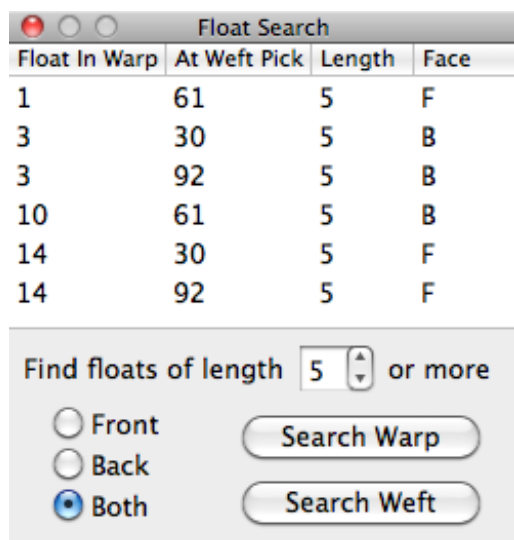 Float Search
Float In Warp At Weft Pick Length Face
1 61 5 F
3 30 5 B
3 92 5 B
10 61 5 B
14 30 5 F
14 92 5 F
Find floats of length 5 or more
Front
Search Warp
Back
Both
Search Weft